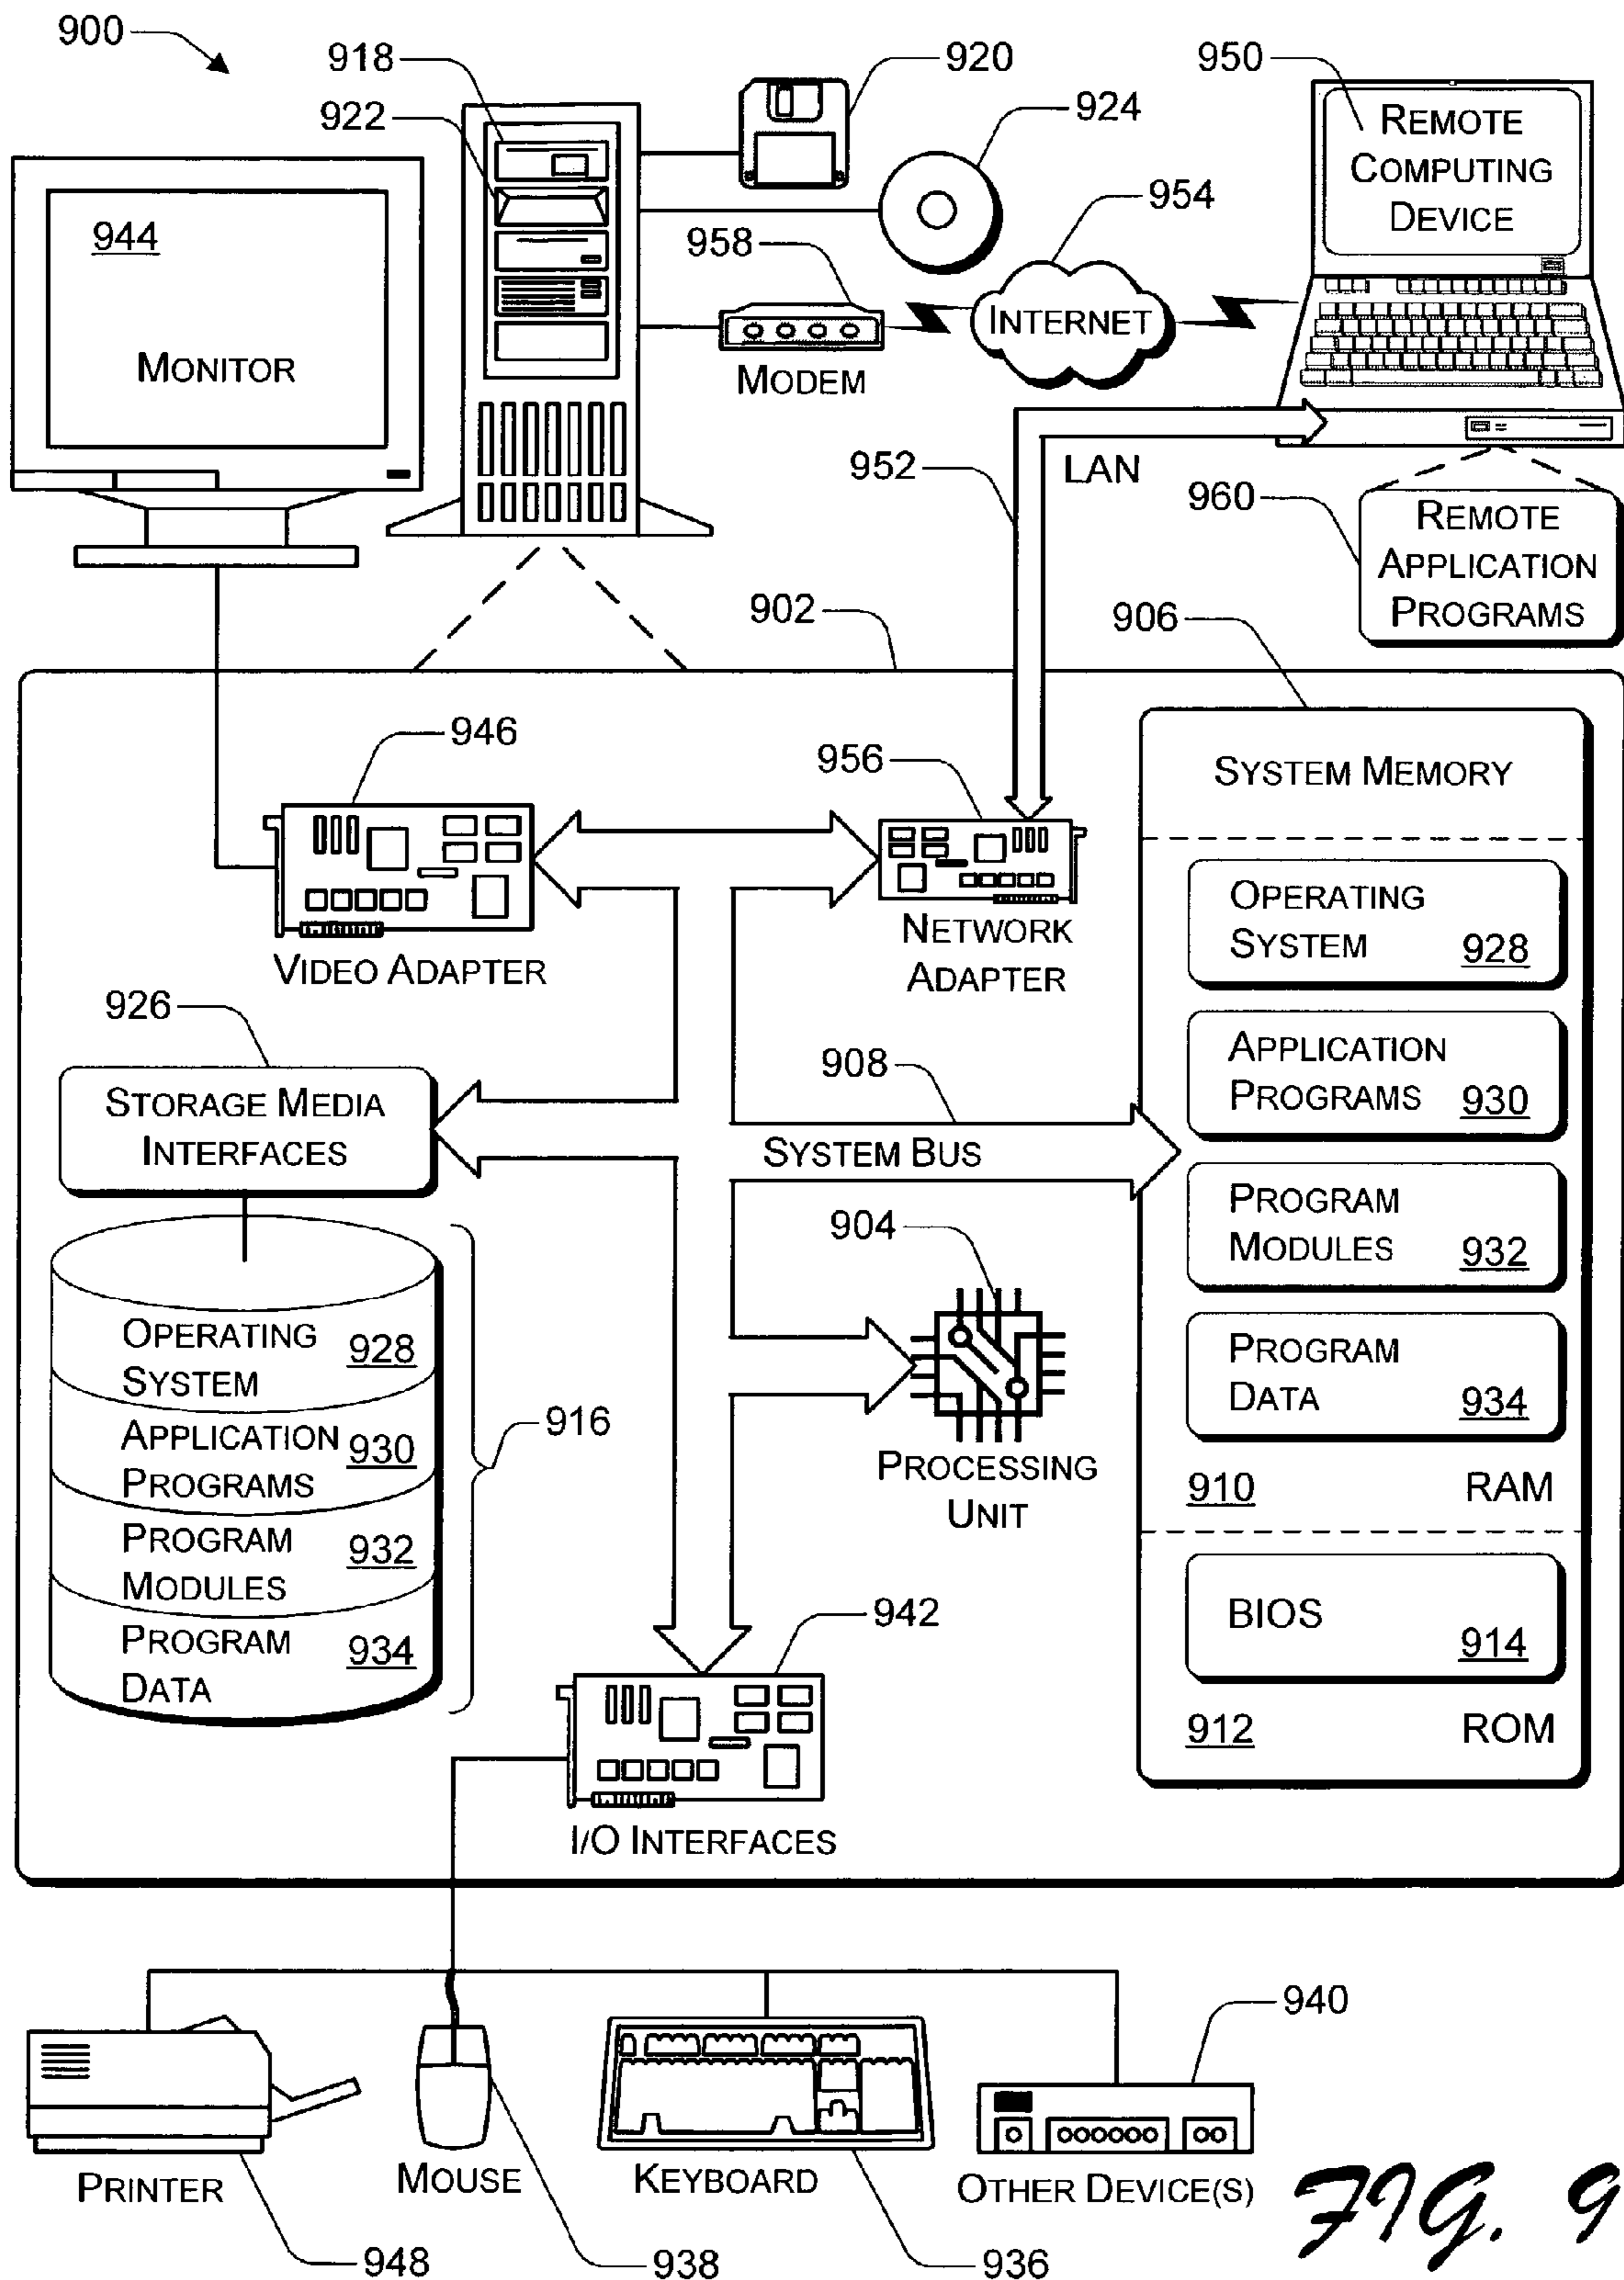 900
918
920
950
922
924
REMOTE
COMPUTING
DEVICE
954
944
958
INTERNET
MONITOR
MODEM
952
LAN
960
REMOTE
APPLICATION
PROGRAMS
902
906
946
956
SYSTEM MEMORY
OPERATING
SYSTEM 928
NETWORK
ADAPTER
VIDEO ADAPTER
926
908
APPLICATION
PROGRAMS 930
STORAGE MEDIA
INTERFACES
SYSTEM BUS
PROGRAM
MODULES 932
904
OPERATING
SYSTEM 928
PROGRAM
DATA 934
916
APPLICATION
PROGRAMS 930
PROCESSING
UNIT
910 RAM
PROGRAM
MODULES 932
942
BIOS
914
PROGRAM
DATA 934
912 ROM
I/O INTERFACES
940
PRINTER
MOUSE
KEYBOARD
OTHER DEVICE(S)
948
938
936
FIG. 9